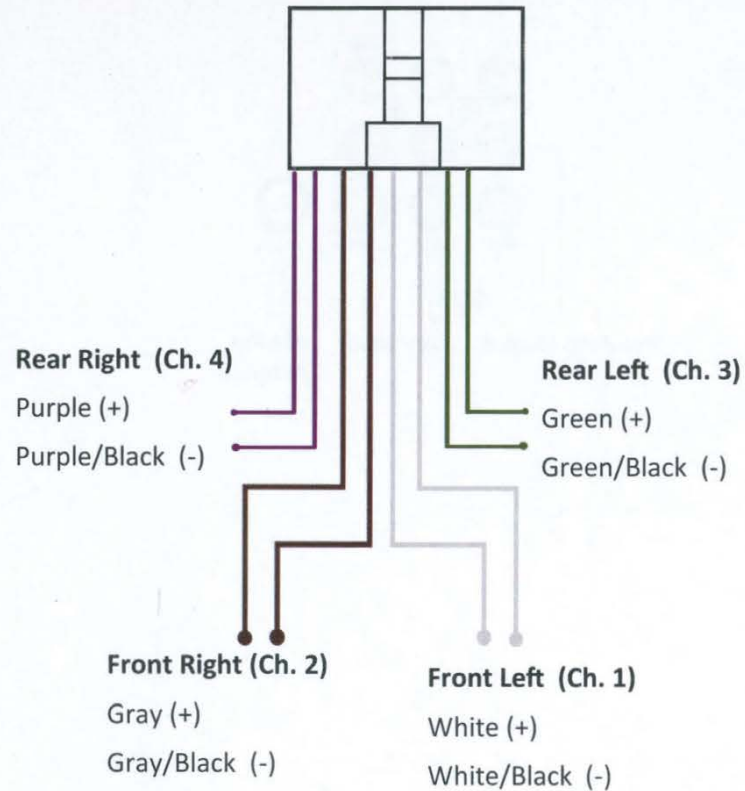 Rear Right (Ch. 4)
Purple (+)
Purple/Black (-)
Rear Left (Ch. 3)
Green (+)
Green/Black (-)
Front Right (Ch. 2)
Gray (+)
Gray/Black (-)
Front Left (Ch. 1)
White (+)
White/Black (-)